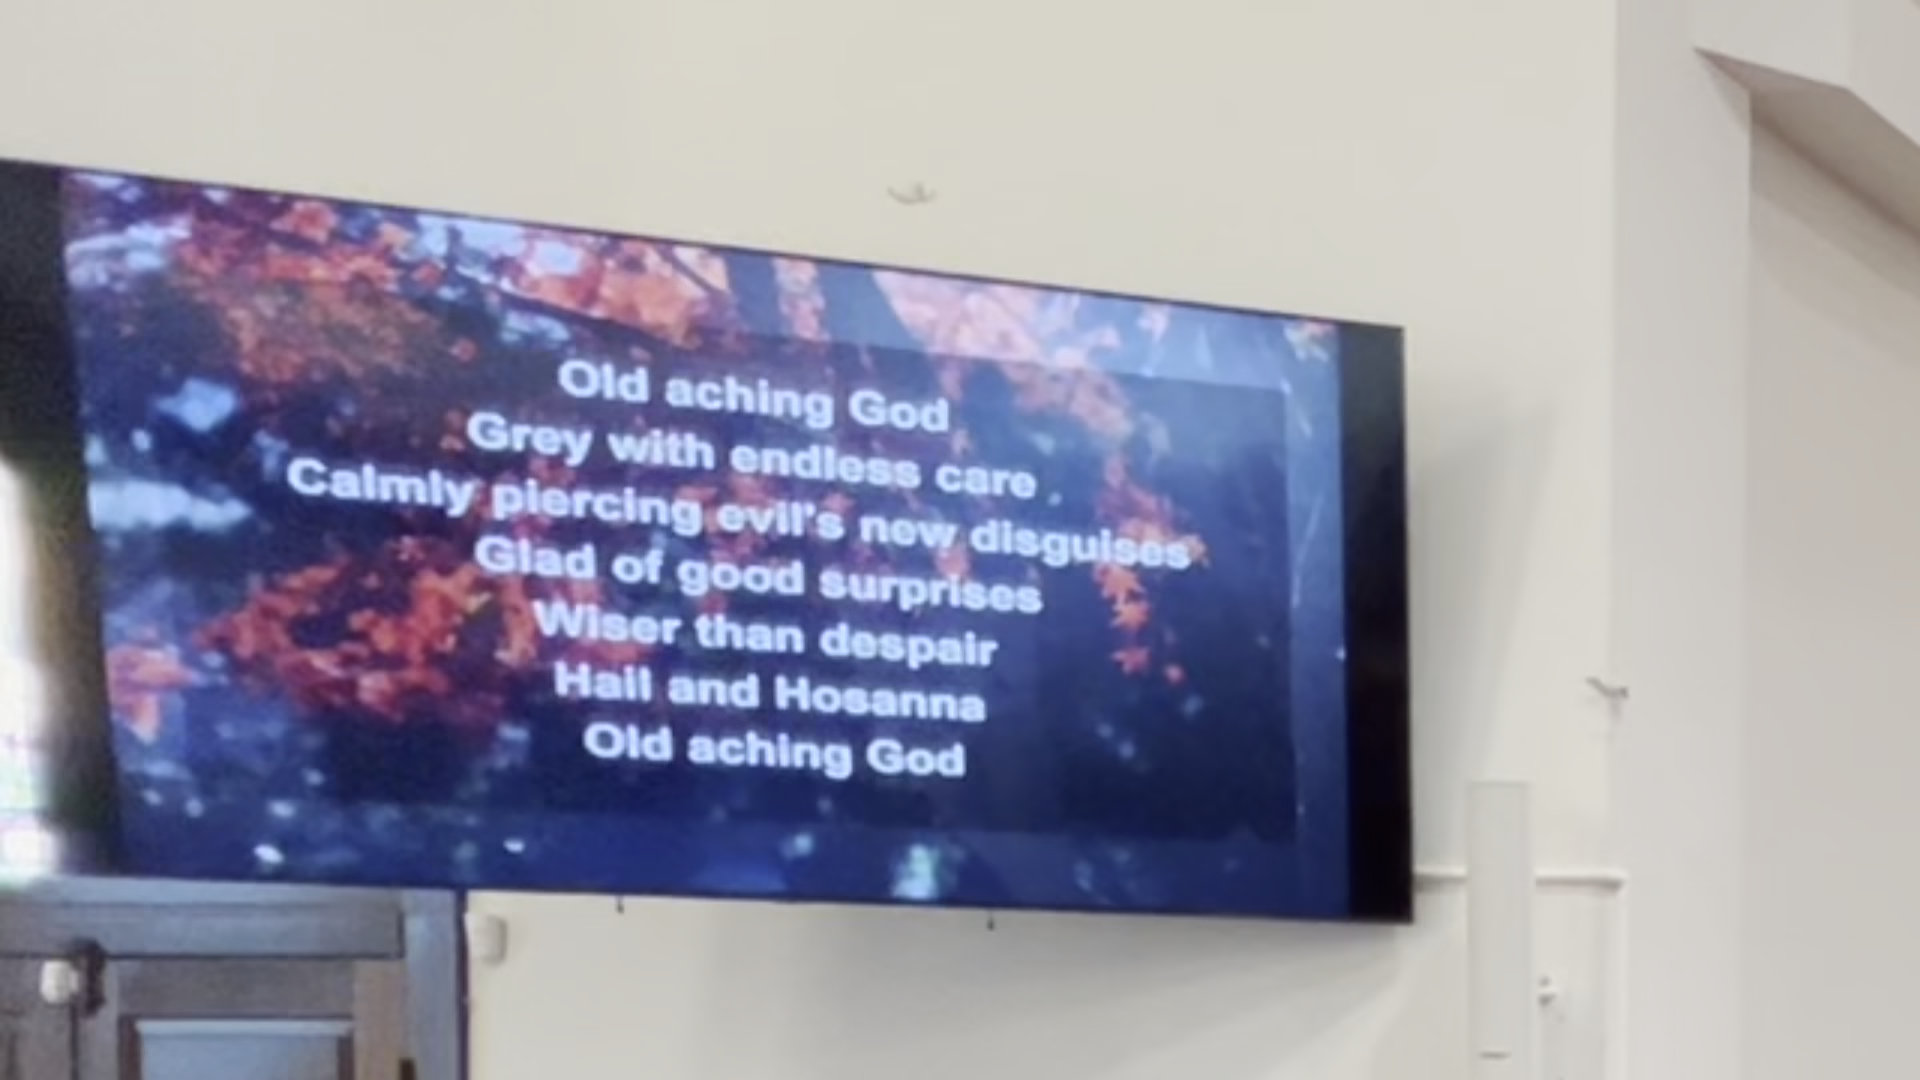 Old aching God
Grey with endless care
Calmly piercing evil's new disguises
Glad of good surprises
Wiser than despair
Hail and Hosanna
Old aching God